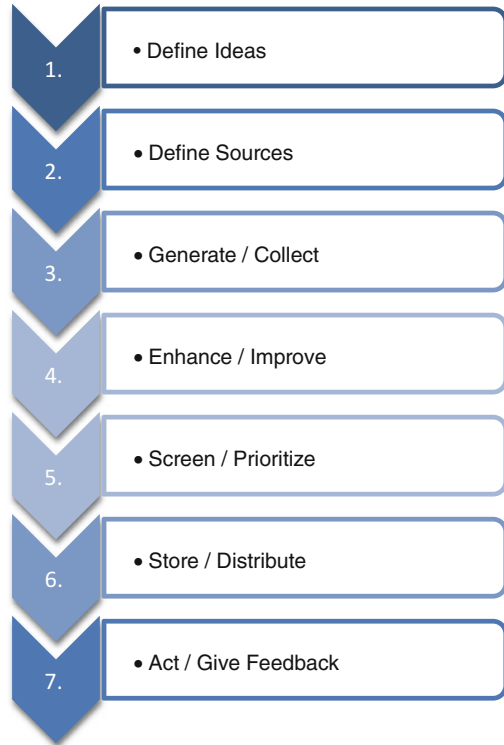 1.
• Define Ideas
2.
• Define Sources
3.
• Generate / Collect
4.
• Enhance / Improve
5.
• Screen / Prioritize
6.
• Store / Distribute
7.
• Act / Give Feedback